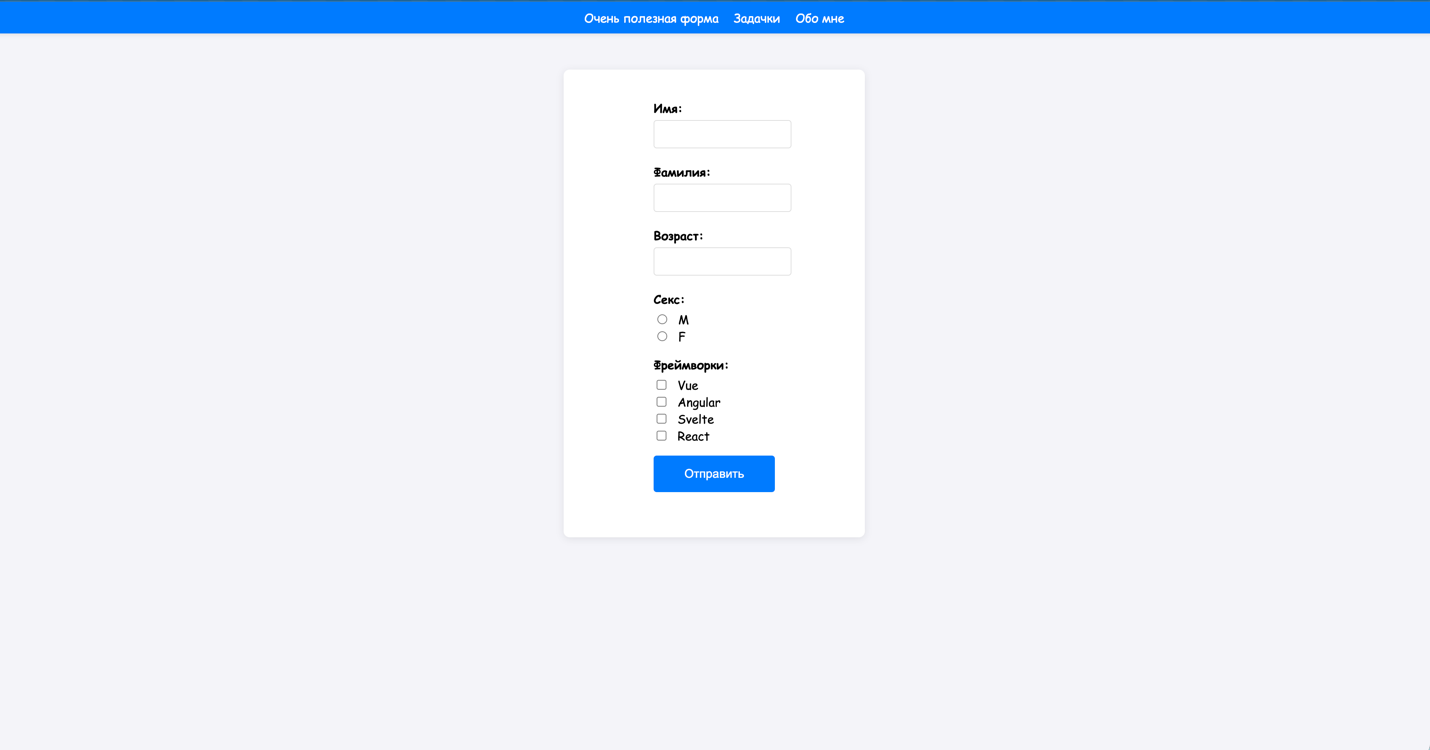 Очень полезная форма Задачки Обо мне
Имя:
Фамилия:
Возраст:
Секс:
M
F
Фреймворки:
Vue
Angular
Svelte
React
Отправить